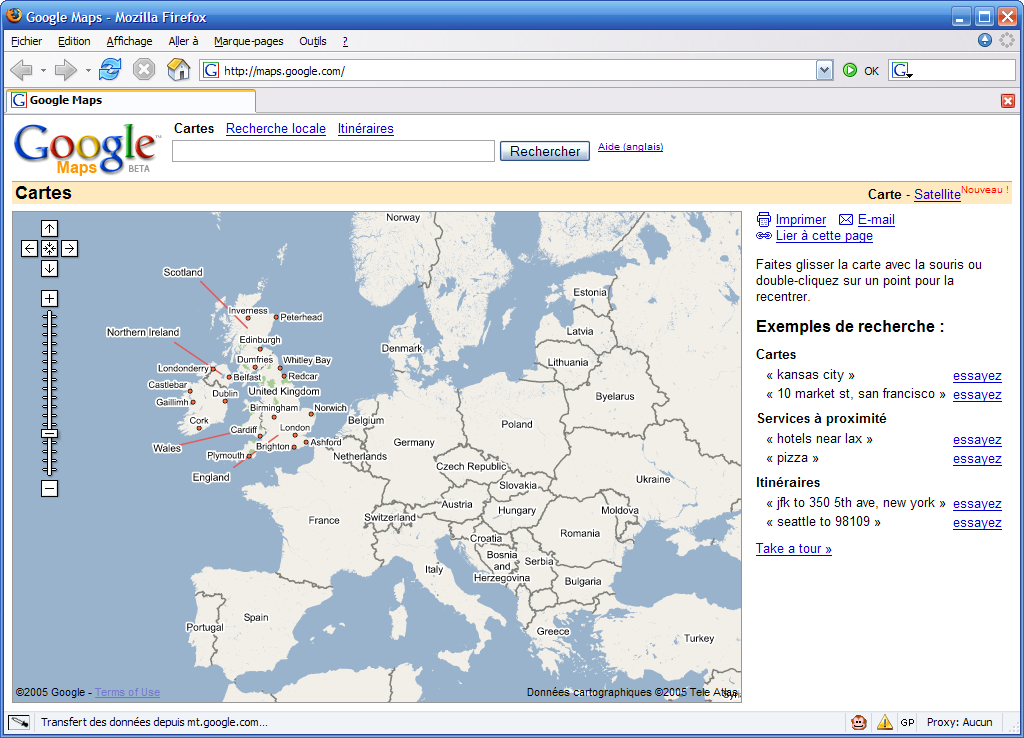 Google Maps - Mozilla Firefox
Fichier Edition Affichage Aller à Marque-pages Outils ?
G http://maps.google.com/ OK G
G Google Maps
Google Maps BETA ™
Cartes Recherche locale Itinéraires
Rechercher Aide (anglais)
Cartes
Carte - Satellite Nouveau !
Imprimer E-mail
Lier à cette page
Faites glisser la carte avec la souris ou
double-cliquez sur un point pour la
recentrer.
Exemples de recherche :
Cartes
« kansas city » essayez
« 10 market st, san francisco » essayez
Services à proximité
« hotels near lax » essayez
« pizza » essayez
Itinéraires
« jfk to 350 5th ave, new york » essayez
« seattle to 98109 » essayez
Take a tour »
Norway
Scotland
Estonia
Inverness
Peterhead
Northern Ireland
Latvia
Edinburgh
Denmark
Dumfries
Whitley Bay
Lithuania
Londonderry
Belfast
Redcar
Castlebar
Dublin
United Kingdom
Byelarus
Gaillimh
Birmingham
Norwich
Cork
Cardiff
London
Belgium
Poland
Wales
Brighton
Ashford
Germany
Plymouth
Netherlands
England
Czech Republic
Slovakia
Ukraine
Austria
Hungary
Moldova
France
Switzerland
Romania
Croatia
Bosnia
and
Herzegovina
Serbia
Italy
Bulgaria
Spain
Portugal
Greece
Turkey
Syri
©2005 Google - Terms of Use
Données cartographiques ©2005 Tele Atlas
Transfert des données depuis mt.google.com...
GP Proxy: Aucun